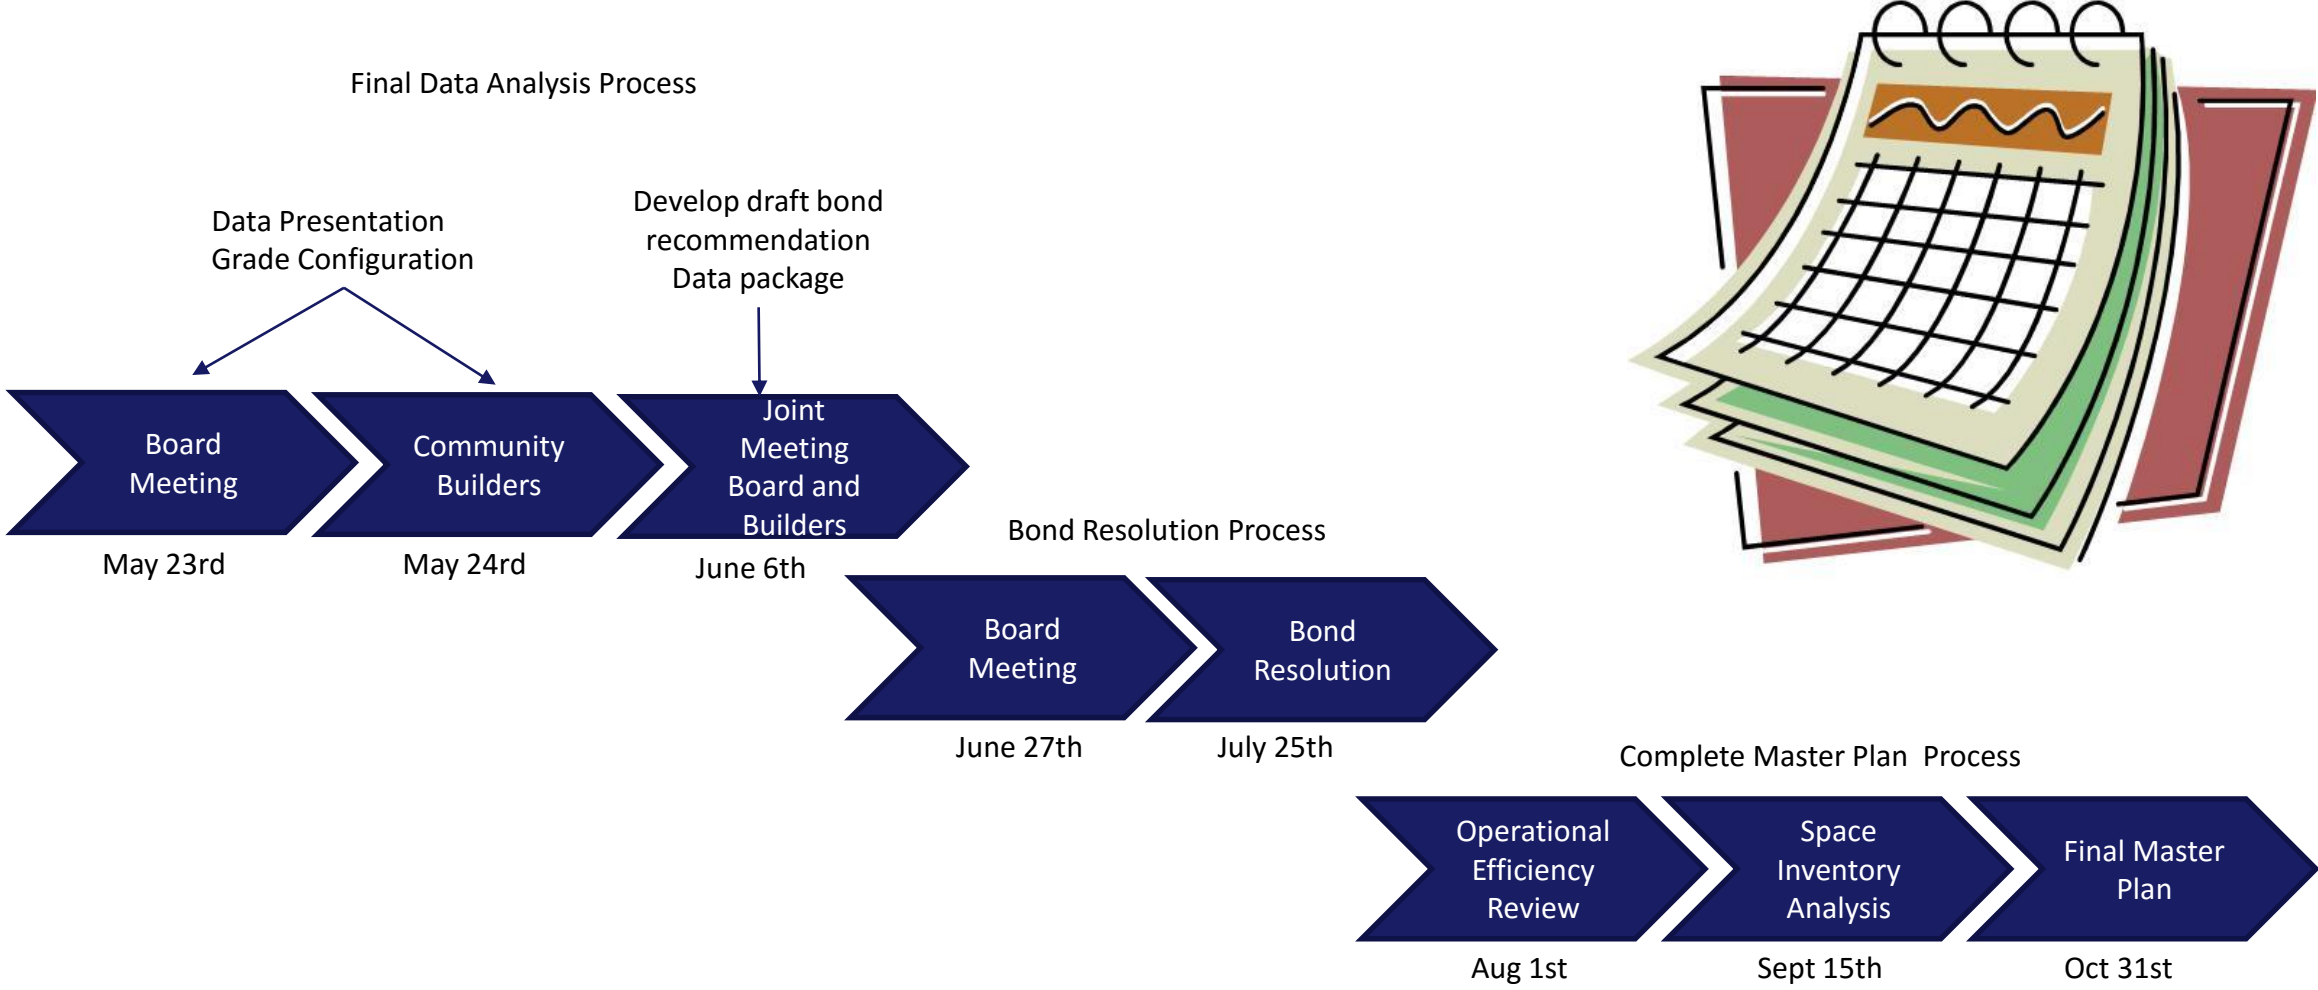 Final Data Analysis Process
Data Presentation
Grade Configuration
Develop draft bond
recommendation
Data package
Board
Meeting
May 23rd
Community
Builders
May 24rd
Joint
Meeting
Board and
Builders
June 6th
Bond Resolution Process
Board
Meeting
June 27th
Bond
Resolution
July 25th
Complete Master Plan  Process
Operational
Efficiency
Review
Aug 1st
Space
Inventory
Analysis
Sept 15th
Final Master
Plan
Oct 31st